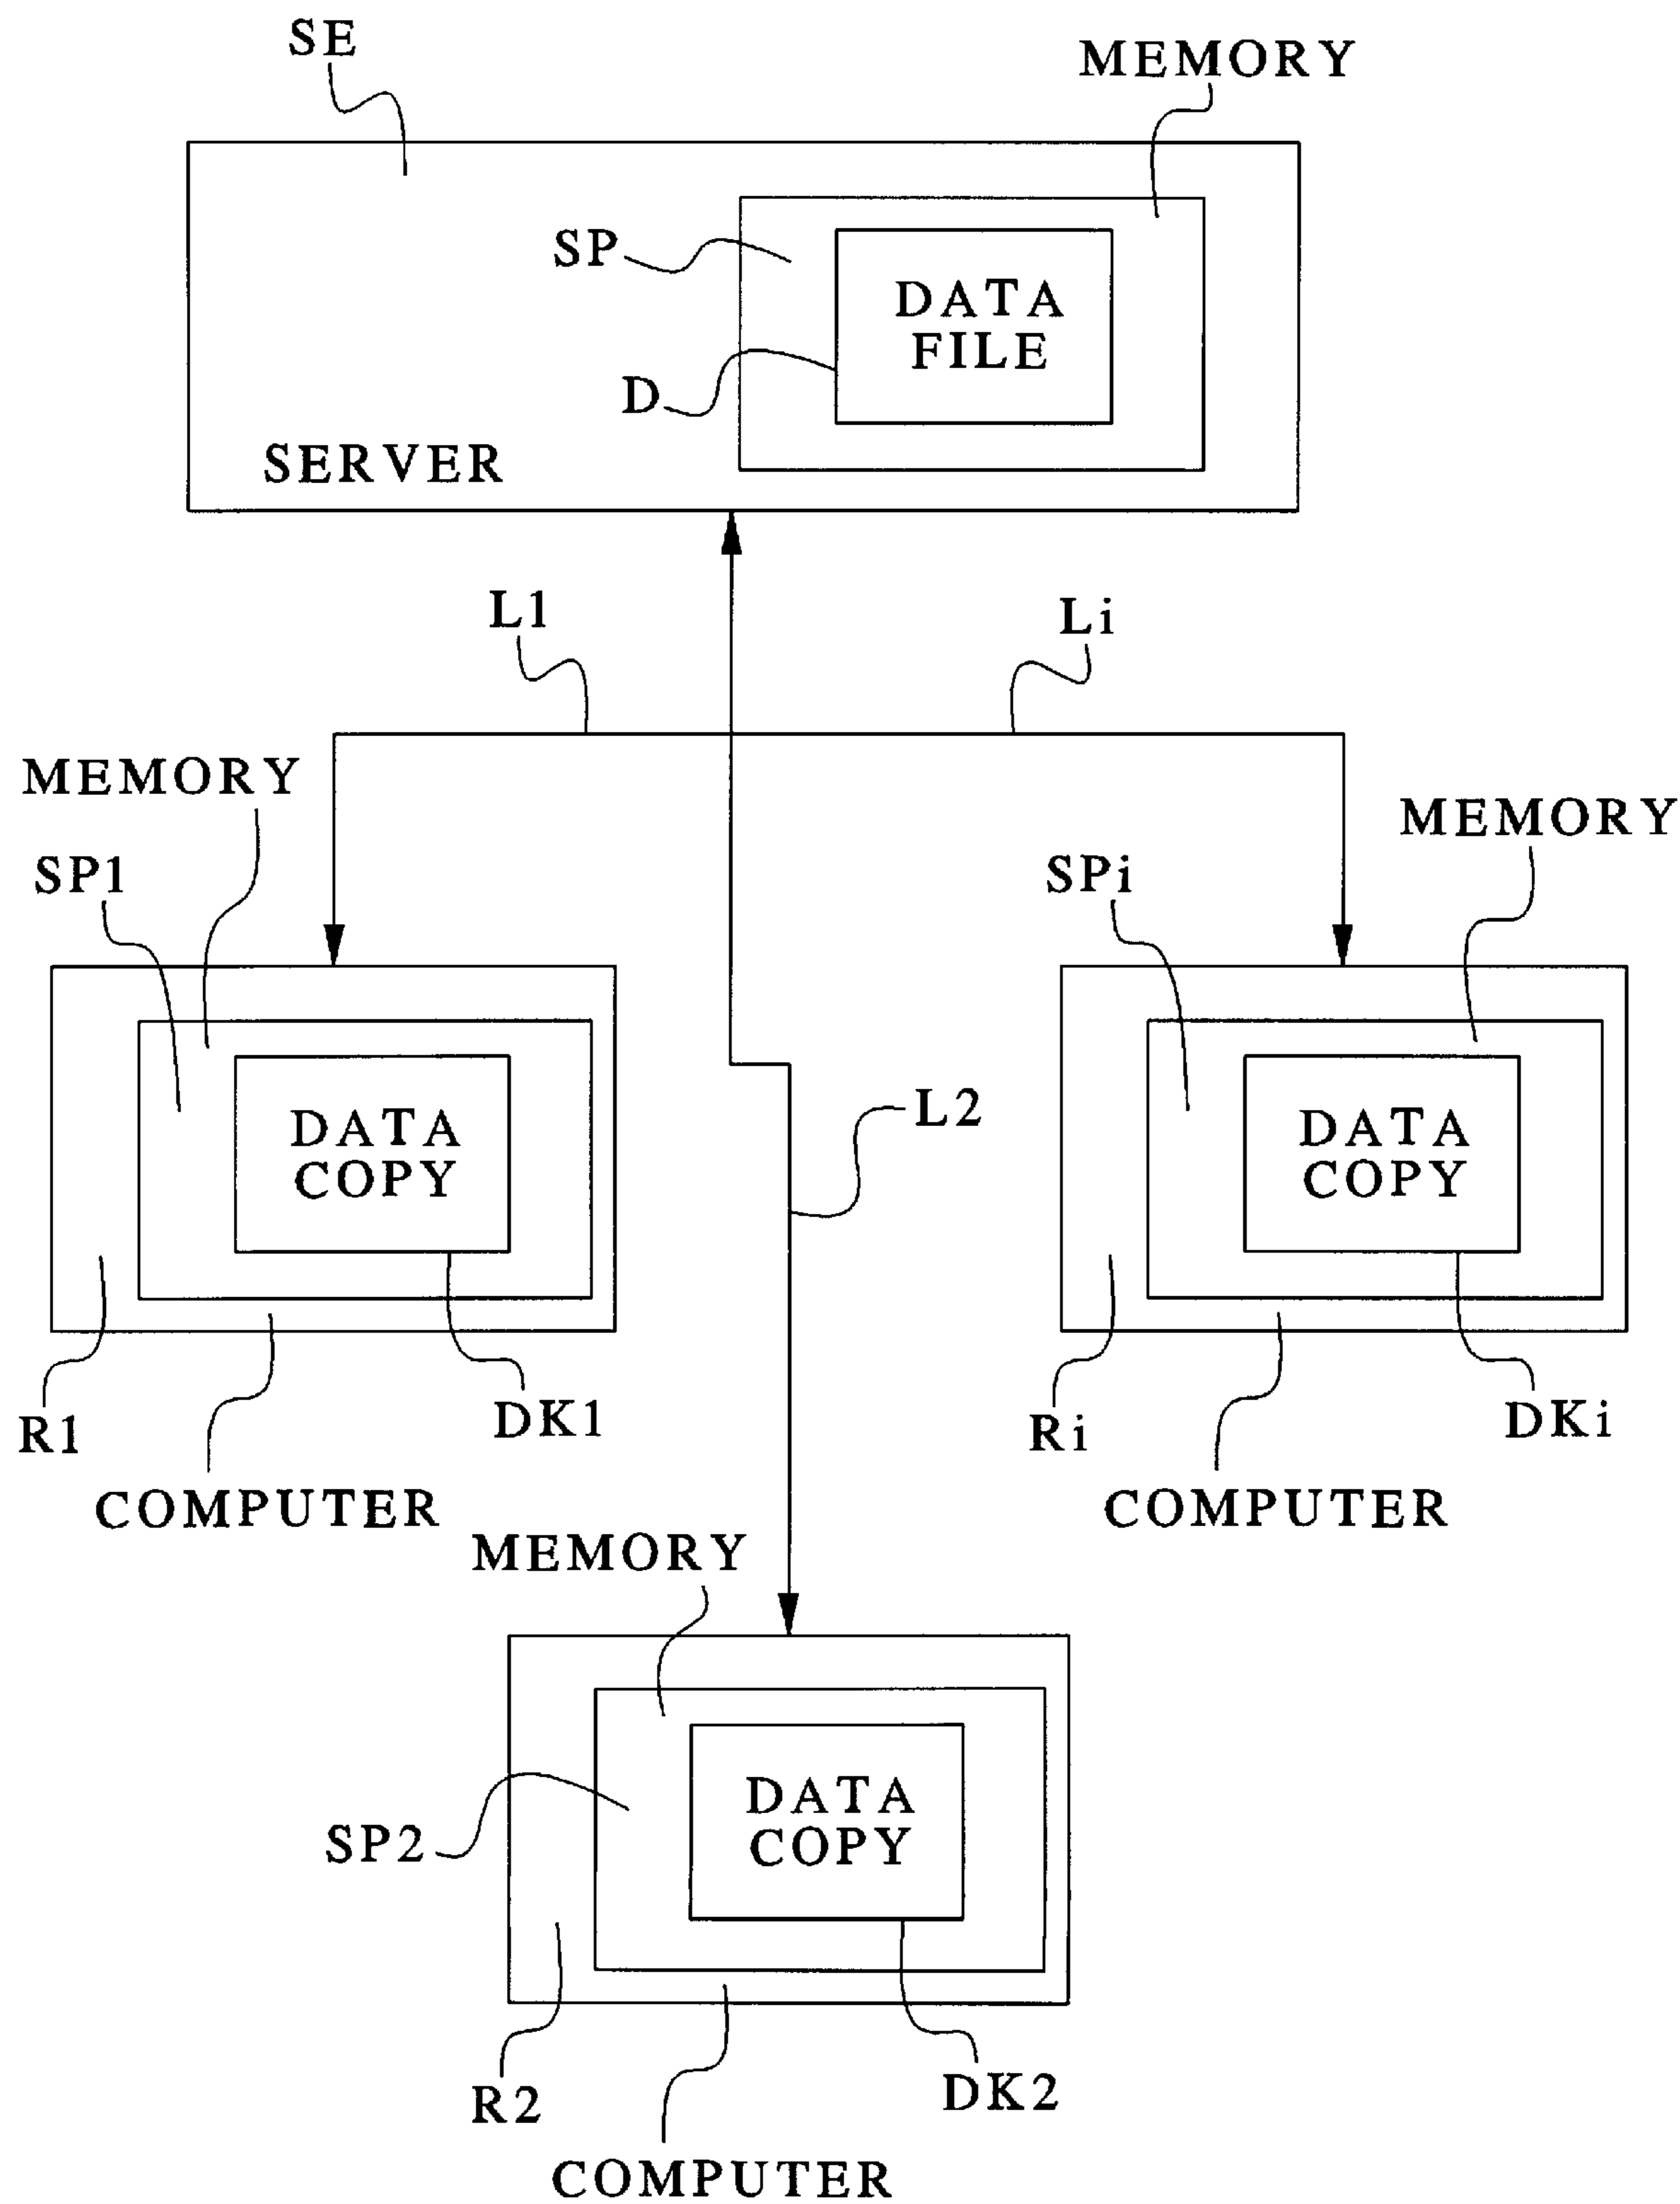 SE
MEMORY
SP
DATA
FILE
D
SERVER
L1
Li
MEMORY
MEMORY
SP1
SPi
DATA
COPY
L2
DATA
COPY
R1
DK1
Ri
DKi
COMPUTER
COMPUTER
MEMORY
DATA
COPY
SP2
R2
DK2
COMPUTER